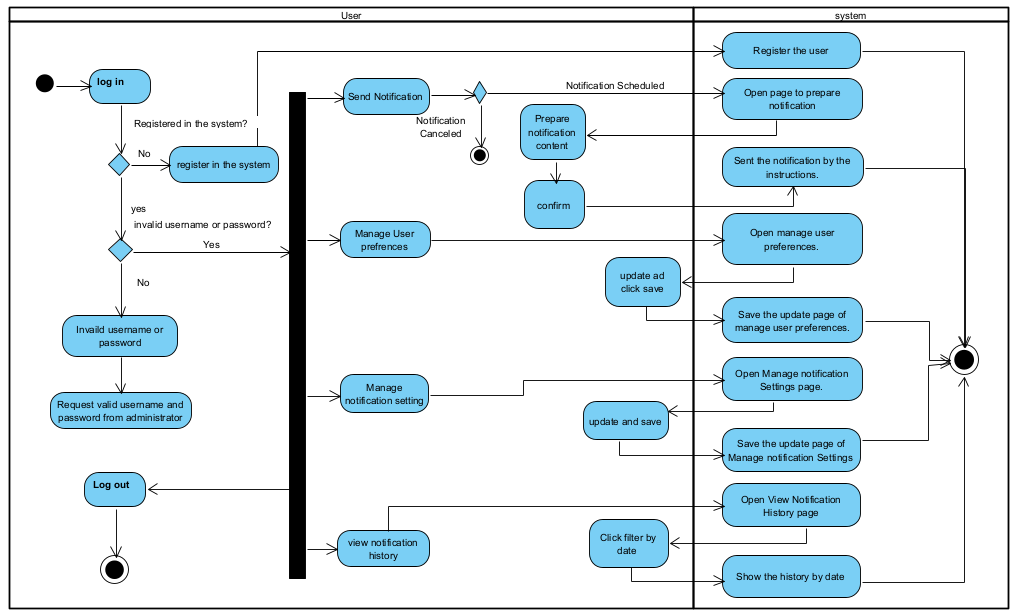 User
system
log in
Registered in the system?
No
register in the system
yes
invalid username or password?
Yes
No
Invaild username or
password
Request valid username and
password from administrator
Log out
Send Notification
Notification Scheduled
Notification
Canceled
Prepare
notification
content
confirm
Manage User
prefrences
update ad
click save
Manage
notification setting
update and save
view notification
history
Click filter by
date
Register the user
Open page to prepare
notification
Sent the notification by the
instructions.
Open manage user
preferences.
Save the update page of
manage user preferences.
Open Manage notification
Settings page.
Save the update page of
Manage notification Settings
Open View Notification
History page
Show the history by date